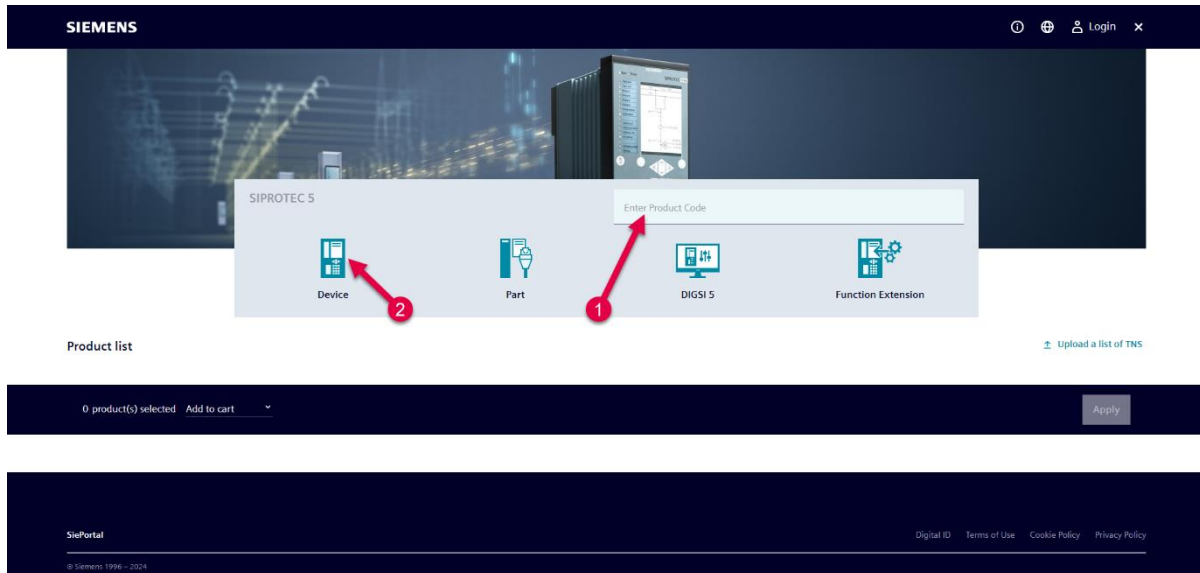 SIEMENS
Login
SIPROTEC 5
Enter Product Code
Device
Part
DIGSI 5
Function Extension
2
1
Product list
Upload a list of TNS
0 product(s) selected Add to cart
Apply
SiePortal
Digital ID Terms of Use Cookie Policy Privacy Policy
© Siemens 1996 – 2024